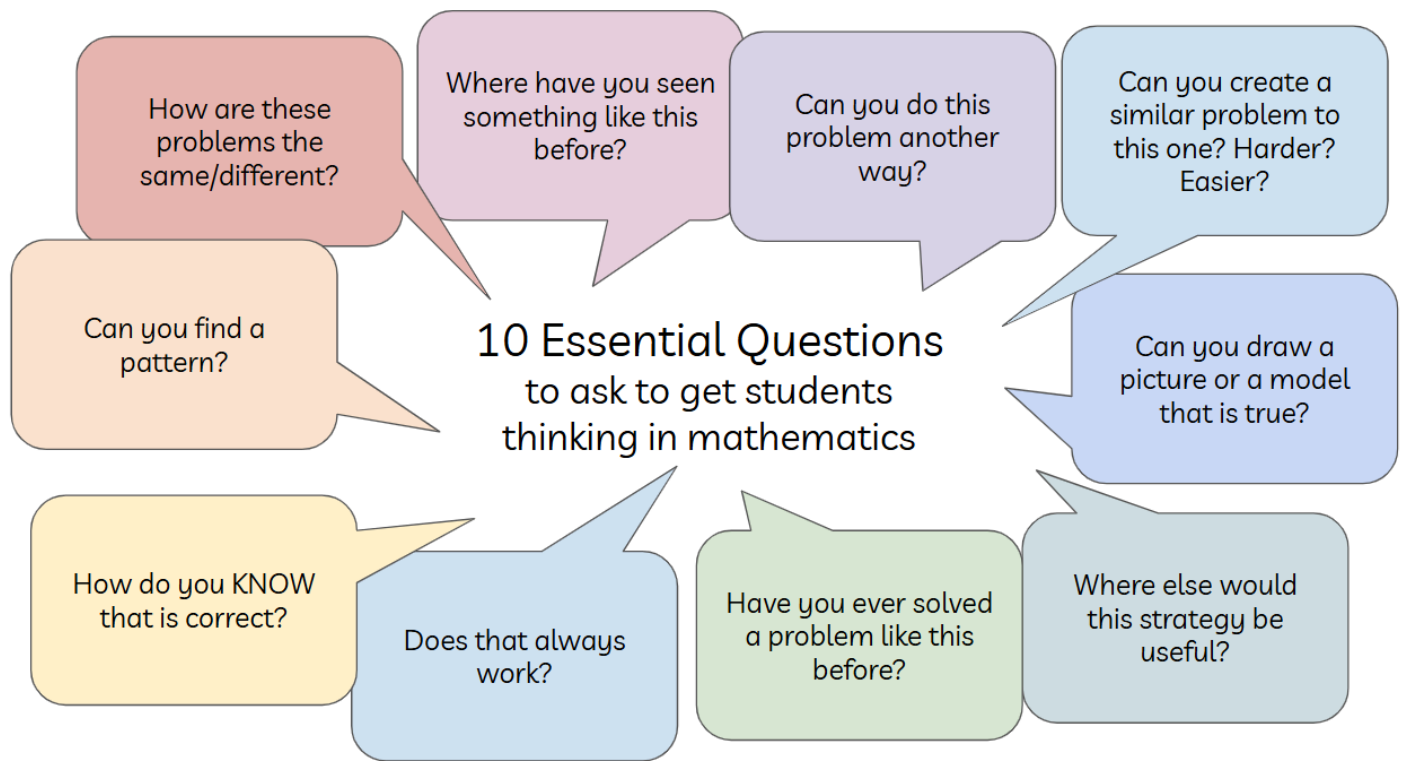 How are these
problems the
same/different?
Where have you seen
something like this
before?
Can you do this
problem another
way?
Can you create a
similar problem to
this one? Harder?
Easier?
Can you find a
pattern?
10 Essential Questions
to ask to get students
thinking in mathematics
Can you draw a
picture or a model
that is true?
How do you KNOW
that is correct?
Does that always
work?
Have you ever solved
a problem like this
before?
Where else would
this strategy be
useful?